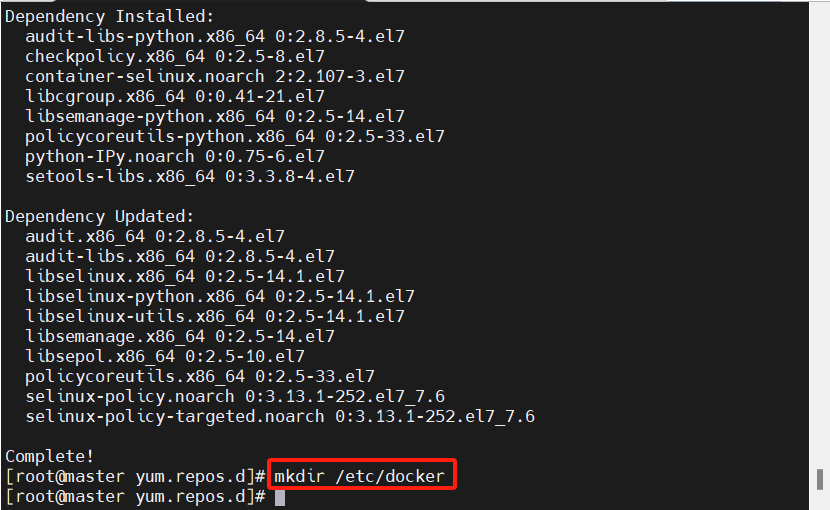 Dependency Installed:
  audit-libs-python.x86_64 0:2.8.5-4.el7
  checkpolicy.x86_64 0:2.5-8.el7
  container-selinux.noarch 2:2.107-3.el7
  libcgroup.x86_64 0:0.41-21.el7
  libsemanage-python.x86_64 0:2.5-14.el7
  policycoreutils-python.x86_64 0:2.5-33.el7
  python-IPy.noarch 0:0.75-6.el7
  setools-libs.x86_64 0:3.3.8-4.el7

Dependency Updated:
  audit.x86_64 0:2.8.5-4.el7
  audit-libs.x86_64 0:2.8.5-4.el7
  libselinux.x86_64 0:2.5-14.1.el7
  libselinux-python.x86_64 0:2.5-14.1.el7
  libselinux-utils.x86_64 0:2.5-14.1.el7
  libsemanage.x86_64 0:2.5-14.el7
  libsepol.x86_64 0:2.5-10.el7
  policycoreutils.x86_64 0:2.5-33.el7
  selinux-policy.noarch 0:3.13.1-252.el7_7.6
  selinux-policy-targeted.noarch 0:3.13.1-252.el7_7.6

Complete!
[root@master yum.repos.d]# mkdir /etc/docker
[root@master yum.repos.d]#